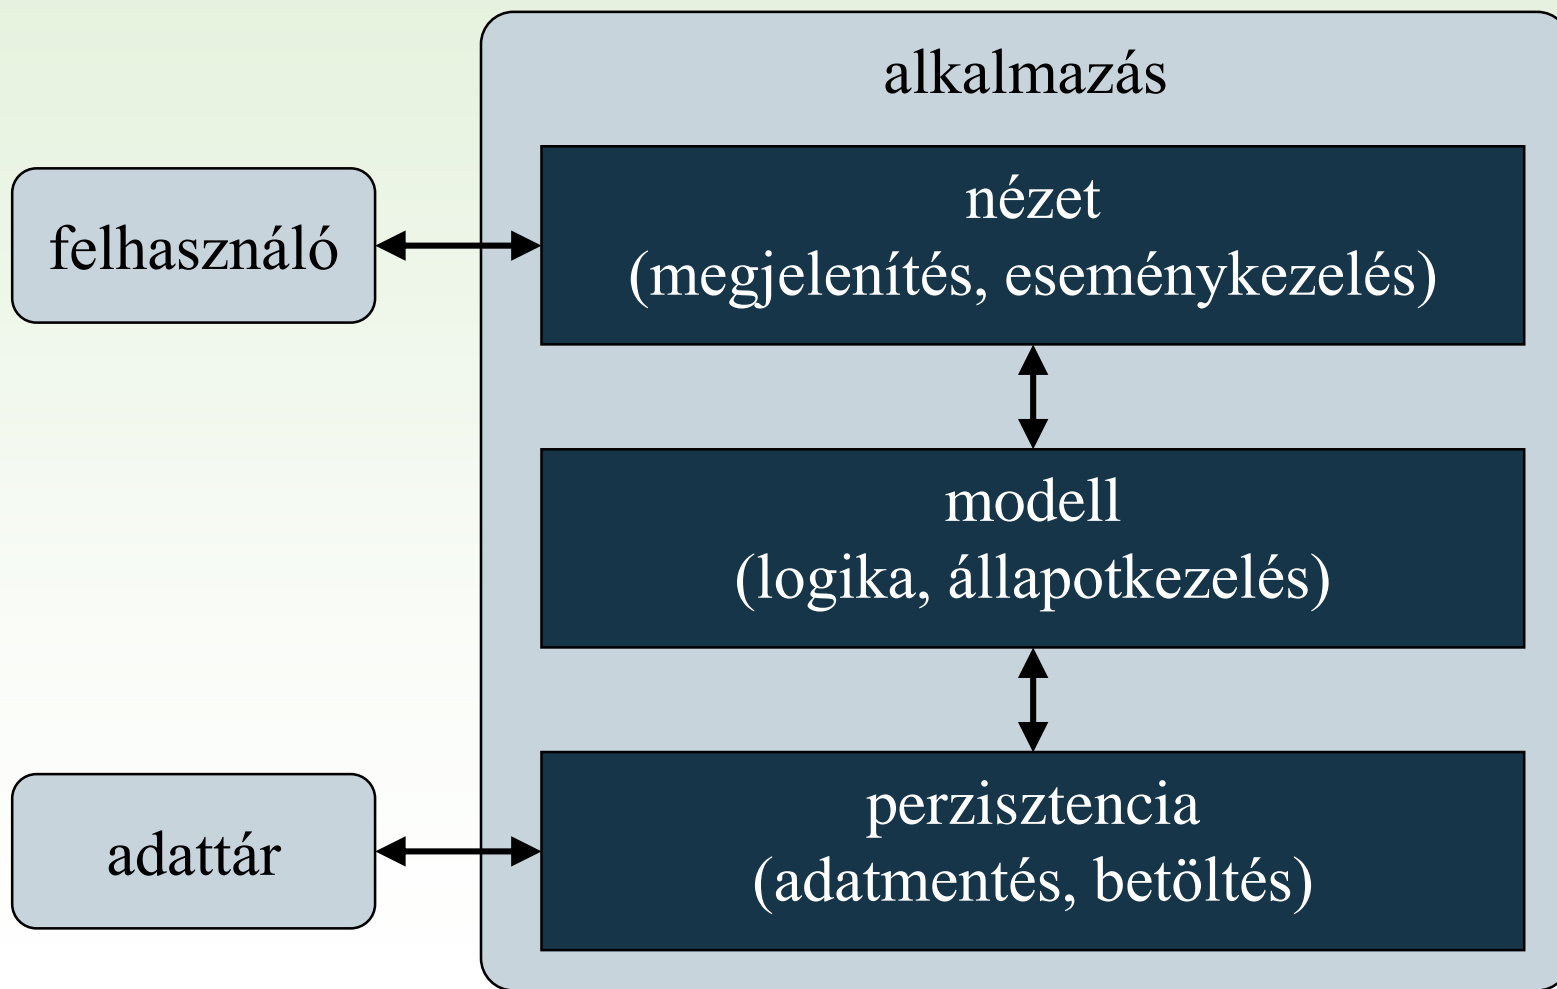 alkalmazás
felhasználó
nézet
(megjelenítés, eseménykezelés)
modell
(logika, állapotkezelés)
adattár
perzisztencia
(adatmentés, betöltés)